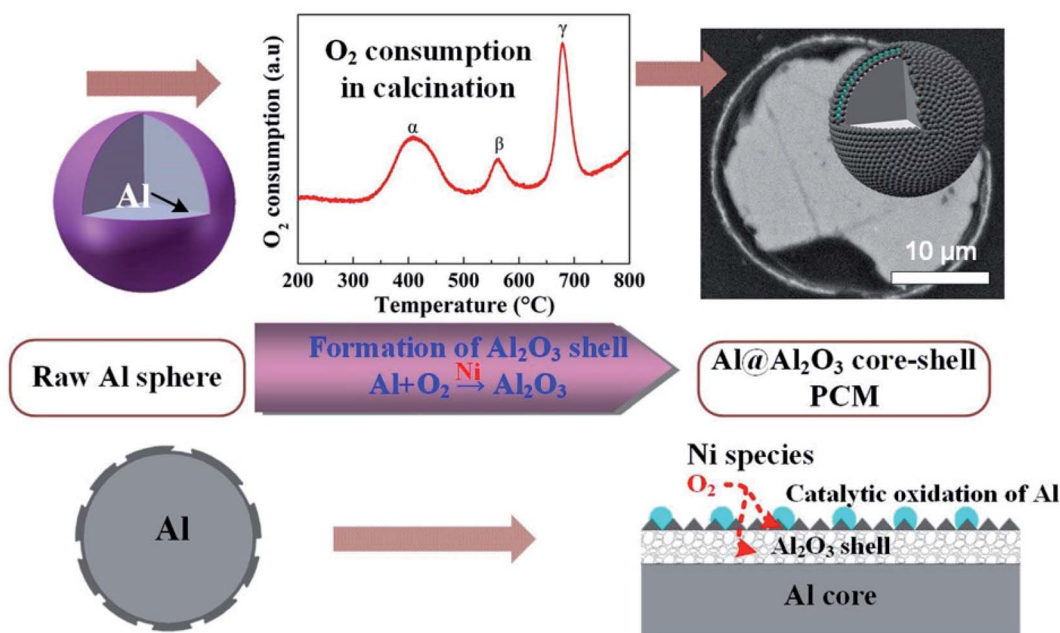 O2 consumption
in calcination
α
β
γ
O2 consumption (a.u)
200 300 400 500 600 700 800
Temperature (°C)
Al
10 μm
Raw Al sphere
Formation of Al2O3 shell
Ni
Al+O2 → Al2O3
Al@Al2O3 core-shell
PCM
Al
Ni species
O2
Catalytic oxidation of Al
Al2O3 shell
Al core